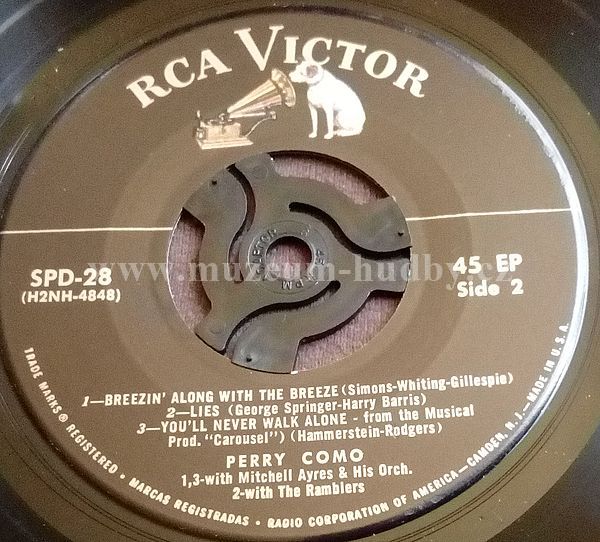 RCA VICTOR
SPD-28
(H2NH-4848)
45 EP
Side 2
www.muzeum-hudby.cz
1—BREEZIN' ALONG WITH THE BREEZE (Simons-Whiting-Gillespie)
2—LIES (George Springer-Harry Barris)
3—YOU'LL NEVER WALK ALONE - from the Musical
Prod. "Carousel") (Hammerstein-Rodgers)
PERRY COMO
1,3-with Mitchell Ayres & His Orch.
2-with The Ramblers
TRADE MARKS ® REGISTERED • MARCAS REGISTRADAS • RADIO CORPORATION OF AMERICA—CAMDEN, N. J.—MADE IN U.S.A.